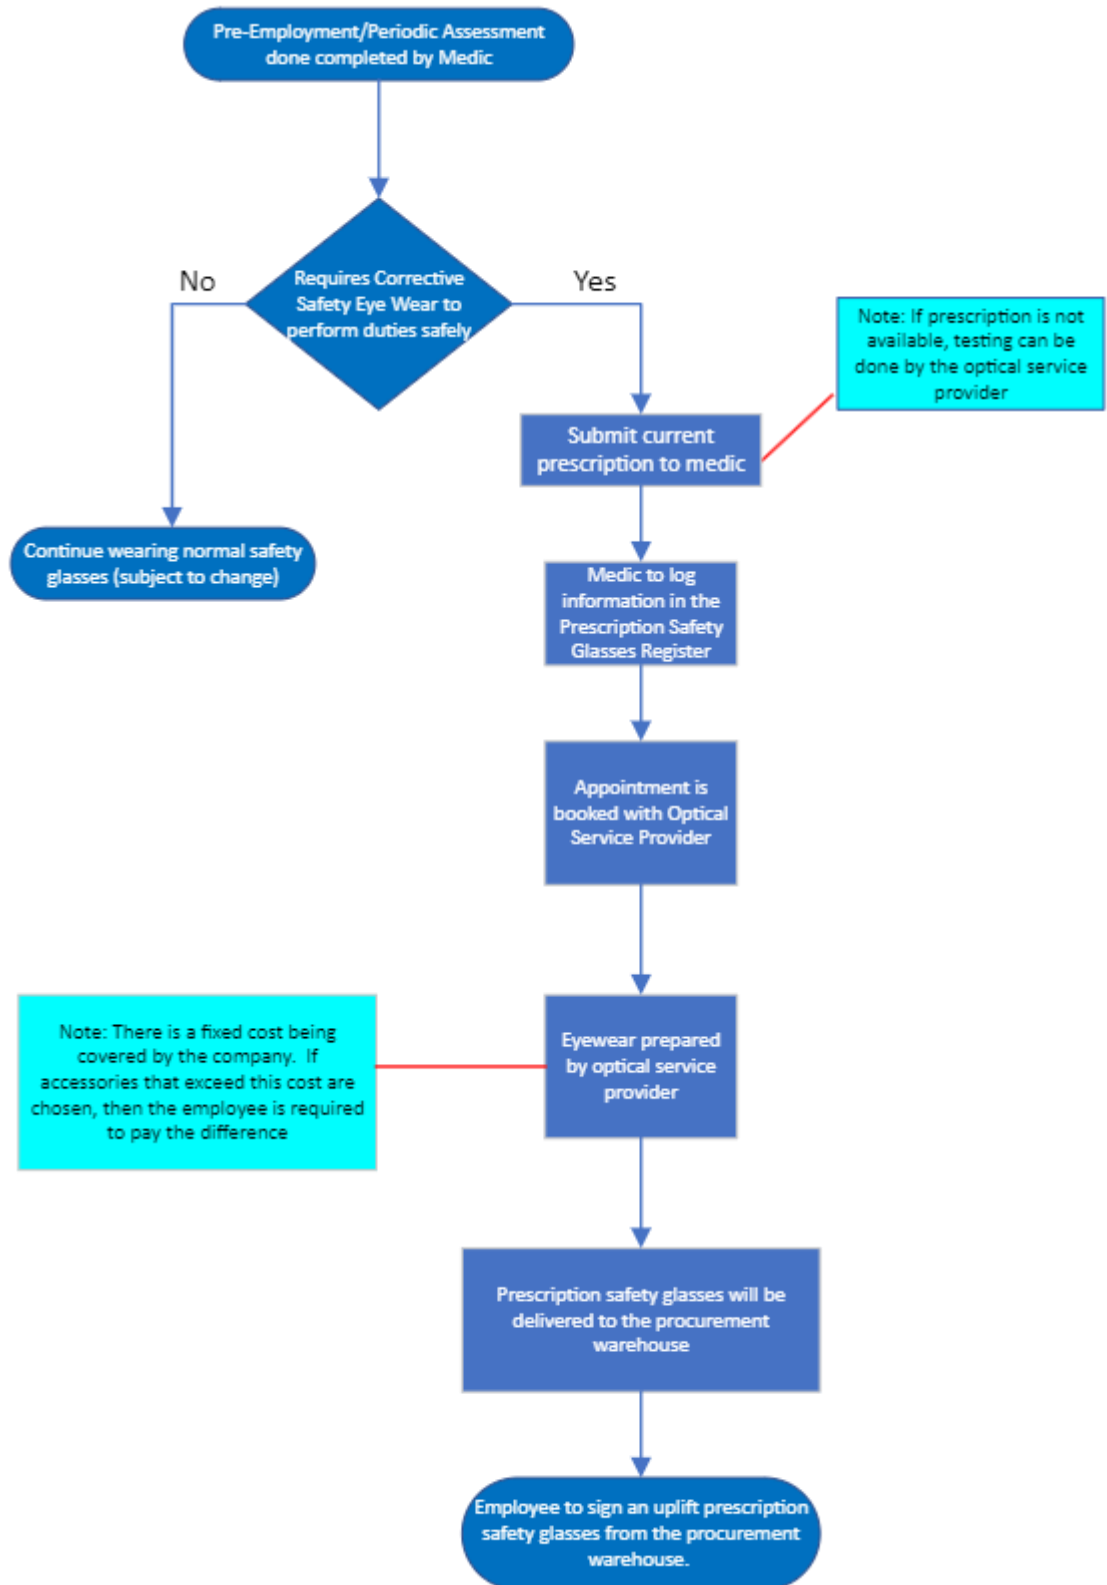 Pre-Employment/Periodic Assessment
done completed by Medic
No
Requires Corrective
Safety Eye Wear to
perform duties safely
Yes
Note: If prescription is not
available, testing can be
done by the optical service
provider
Submit current
prescription to medic
Continue wearing normal safety
glasses (subject to change)
Medic to log
information in the
Prescription Safety
Glasses Register
Appointment is
booked with Optical
Service Provider
Note: There is a fixed cost being
covered by the company. If
accessories that exceed this cost are
chosen, then the employee is required
to pay the difference
Eyewear prepared
by optical service
provider
Prescription safety glasses will be
delivered to the procurement
warehouse
Employee to sign an uplift prescription
safety glasses from the procurement
warehouse.